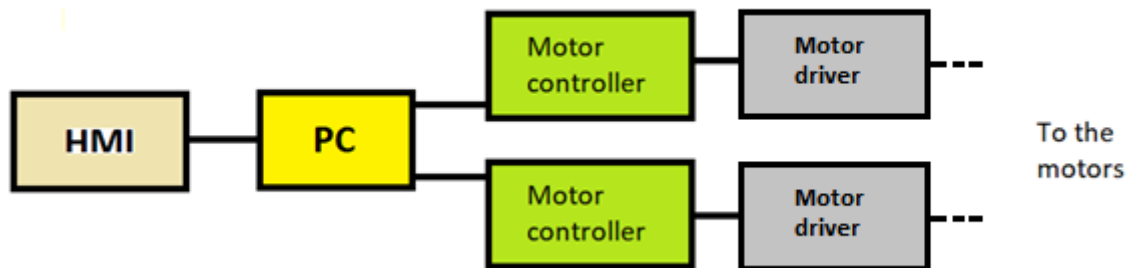 HMI
PC
Motor
controller
Motor
driver
Motor
controller
Motor
driver
To the
motors